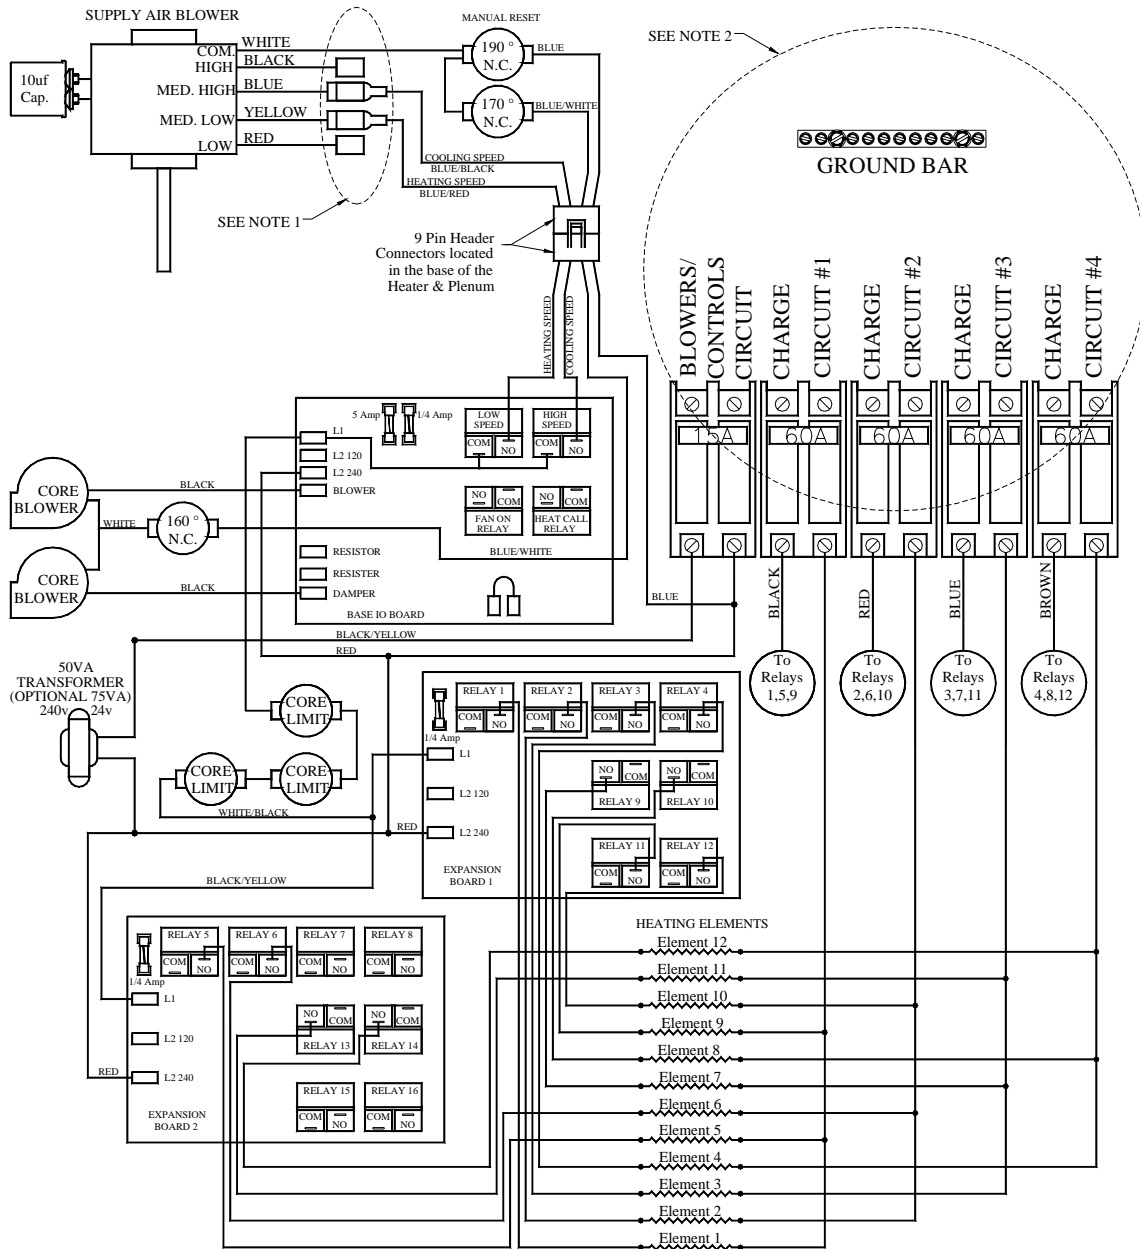 SUPPLY AIR BLOWER
10uf
Cap.
COM.
HIGH
MED. HIGH
MED. LOW
LOW
WHITE
BLACK
BLUE
YELLOW
RED
MANUAL RESET
190 °
N.C.
BLUE
170 °
N.C.
BLUE/WHITE
COOLING SPEED
BLUE/BLACK
HEATING SPEED
BLUE/RED
SEE NOTE 1
SEE NOTE 2
9 Pin Header
Connectors located
in the base of the
Heater & Plenum
HEATING SPEED
COOLING SPEED
GROUND BAR
BLOWERS/
CONTROLS
CIRCUIT
CHARGE
CIRCUIT #1
CHARGE
CIRCUIT #2
CHARGE
CIRCUIT #3
CHARGE
CIRCUIT #4
15A
60A
60A
60A
60A
BLACK
RED
BLUE
BROWN
To
Relays
1,5,9
To
Relays
2,6,10
To
Relays
3,7,11
To
Relays
4,8,12
5 Amp
1/4 Amp
L1
L2 120
L2 240
BLOWER
LOW
SPEED
COM
NO
HIGH
SPEED
COM
NO
NO
COM
FAN ON
RELAY
NO
COM
HEAT CALL
RELAY
BLUE/WHITE
RESISTOR
RESISTER
DAMPER
BASE IO BOARD
CORE
BLOWER
BLACK
WHITE
160 °
N.C.
CORE
BLOWER
BLACK
BLUE
BLACK/YELLOW
RED
50VA
TRANSFORMER
(OPTIONAL 75VA)
240v
24v
CORE
LIMIT
CORE
LIMIT
CORE
LIMIT
WHITE/BLACK
RED
BLACK/YELLOW
RED
1/4 Amp
L1
L2 120
L2 240
EXPANSION
BOARD 1
RELAY 1
COM
NO
RELAY 2
COM
NO
RELAY 3
COM
NO
RELAY 4
COM
NO
NO
COM
RELAY 9
NO
COM
RELAY 10
RELAY 11
COM
NO
RELAY 12
COM
NO
1/4 Amp
L1
L2 120
L2 240
EXPANSION
BOARD 2
RELAY 5
COM
NO
RELAY 6
COM
NO
RELAY 7
COM
NO
RELAY 8
COM
NO
NO
COM
RELAY 13
NO
COM
RELAY 14
RELAY 15
COM
NO
RELAY 16
COM
NO
HEATING ELEMENTS
Element 12
Element 11
Element 10
Element 9
Element 8
Element 7
Element 6
Element 5
Element 4
Element 3
Element 2
Element 1